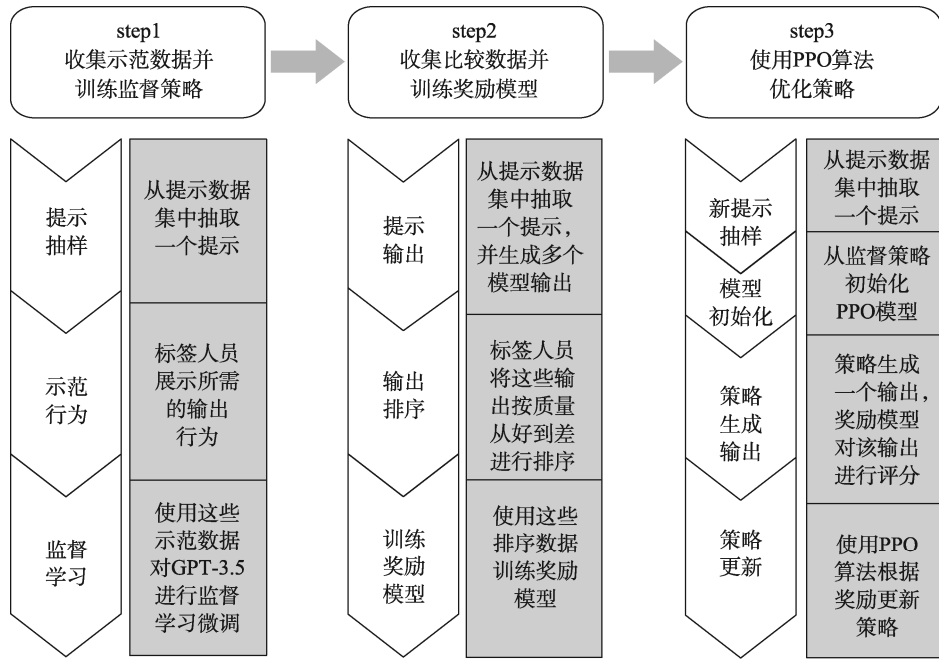 step1
收集示范数据并
训练监督策略
step2
收集比较数据并
训练奖励模型
step3
使用PPO算法
优化策略
提示
抽样
从提示数据
集中抽取
一个提示
示范
行为
标签人员
展示所需
的输出
行为
监督
学习
使用这些
示范数据
对GPT-3.5
进行监督
学习微调
提示
输出
从提示数据
集中抽取
一个提示，
并生成多个
模型输出
输出
排序
标签人员
将这些输
出按质量
从好到差
进行排序
训练
奖励
模型
使用这些
排序数据
训练奖励
模型
新提示
抽样
从提示数据
集中抽取
一个提示
模型
初始化
从监督策略
初始化
PPO模型
策略
生成
输出
策略生成
一个输出，
奖励模型
对该输出
进行评分
策略
更新
使用PPO
算法根据
奖励更新
策略